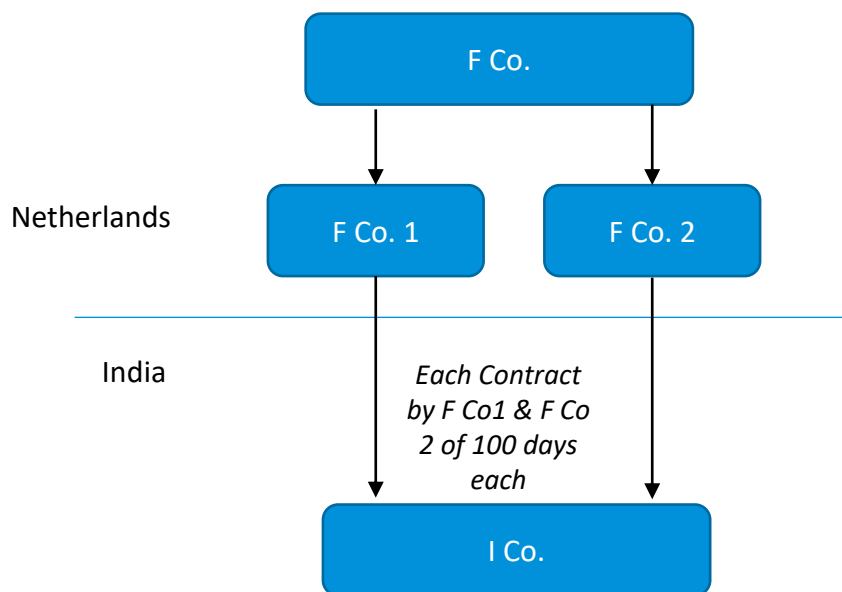 F Co.
Netherlands
F Co. 1
F Co. 2
India
Each Contract
by F Co1 & F Co
2 of 100 days
each
I Co.